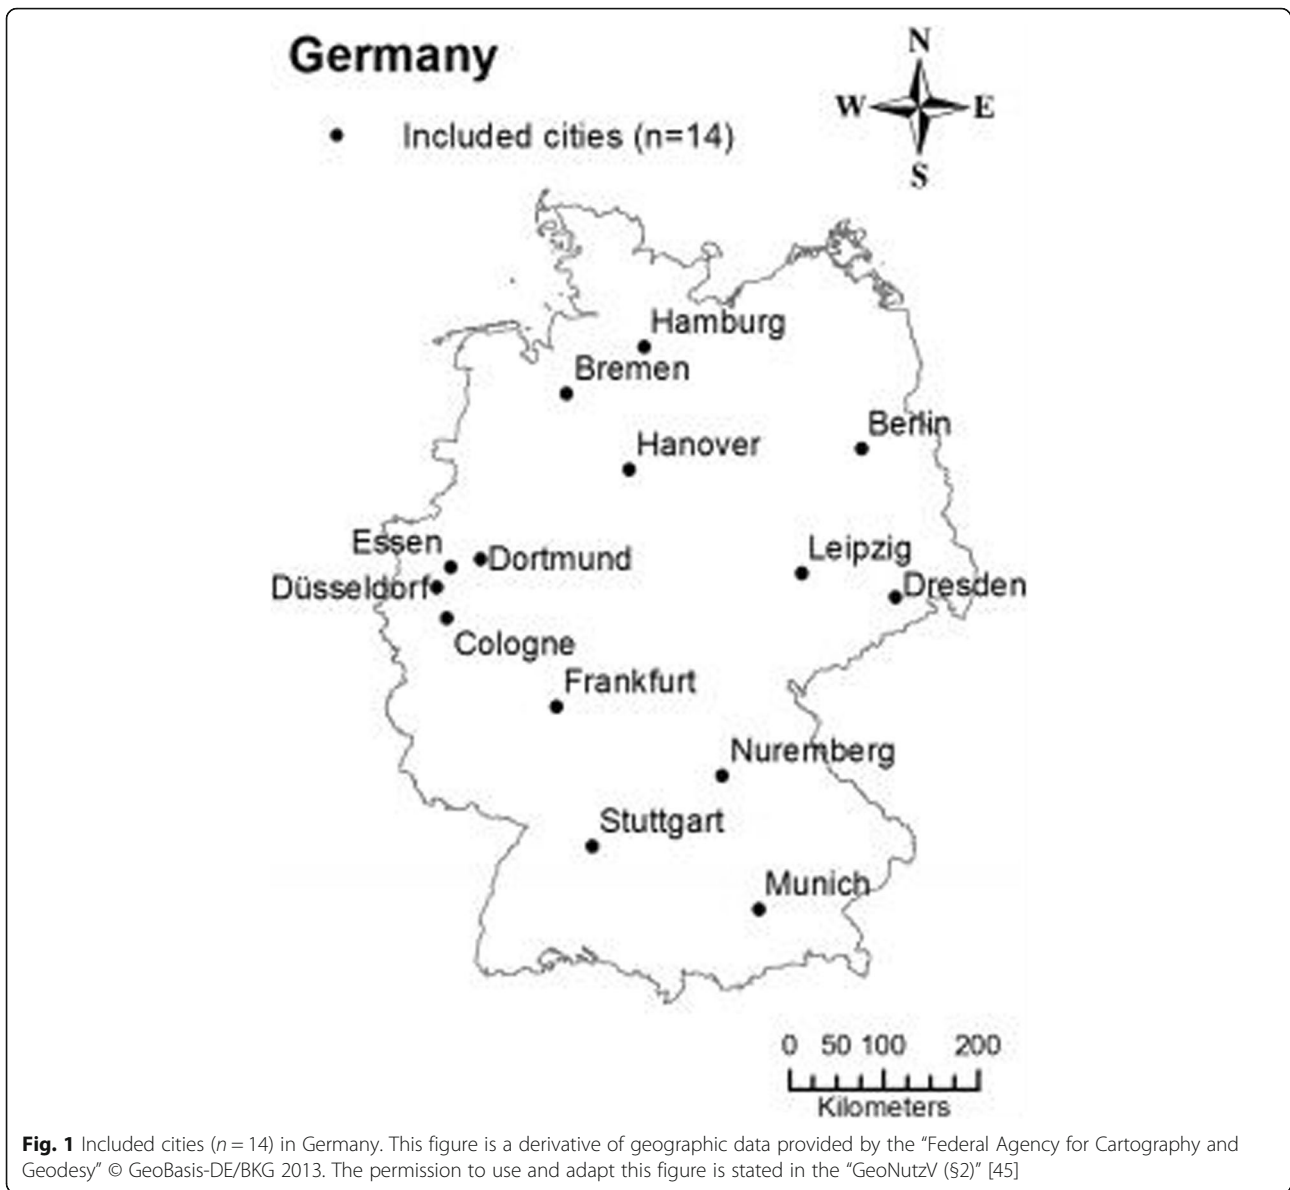 Germany
N
W E
S
Included cities (n=14)
Hamburg
Bremen
Berlin
Hanover
Essen
Dortmund
Leipzig
Düsseldorf
Dresden
Cologne
Frankfurt
Nuremberg
Stuttgart
Munich
0 50 100 200
Kilometers
Fig. 1 Included cities (n = 14) in Germany. This figure is a derivative of geographic data provided by the “Federal Agency for Cartography and
Geodesy” © GeoBasis-DE/BKG 2013. The permission to use and adapt this figure is stated in the “GeoNutzV (§2)” [45]